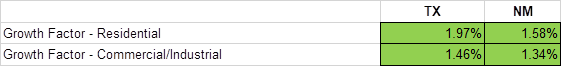 TX NM
Growth Factor - Residential 1.97% 1.58%
Growth Factor - Commercial/Industrial 1.46% 1.34%